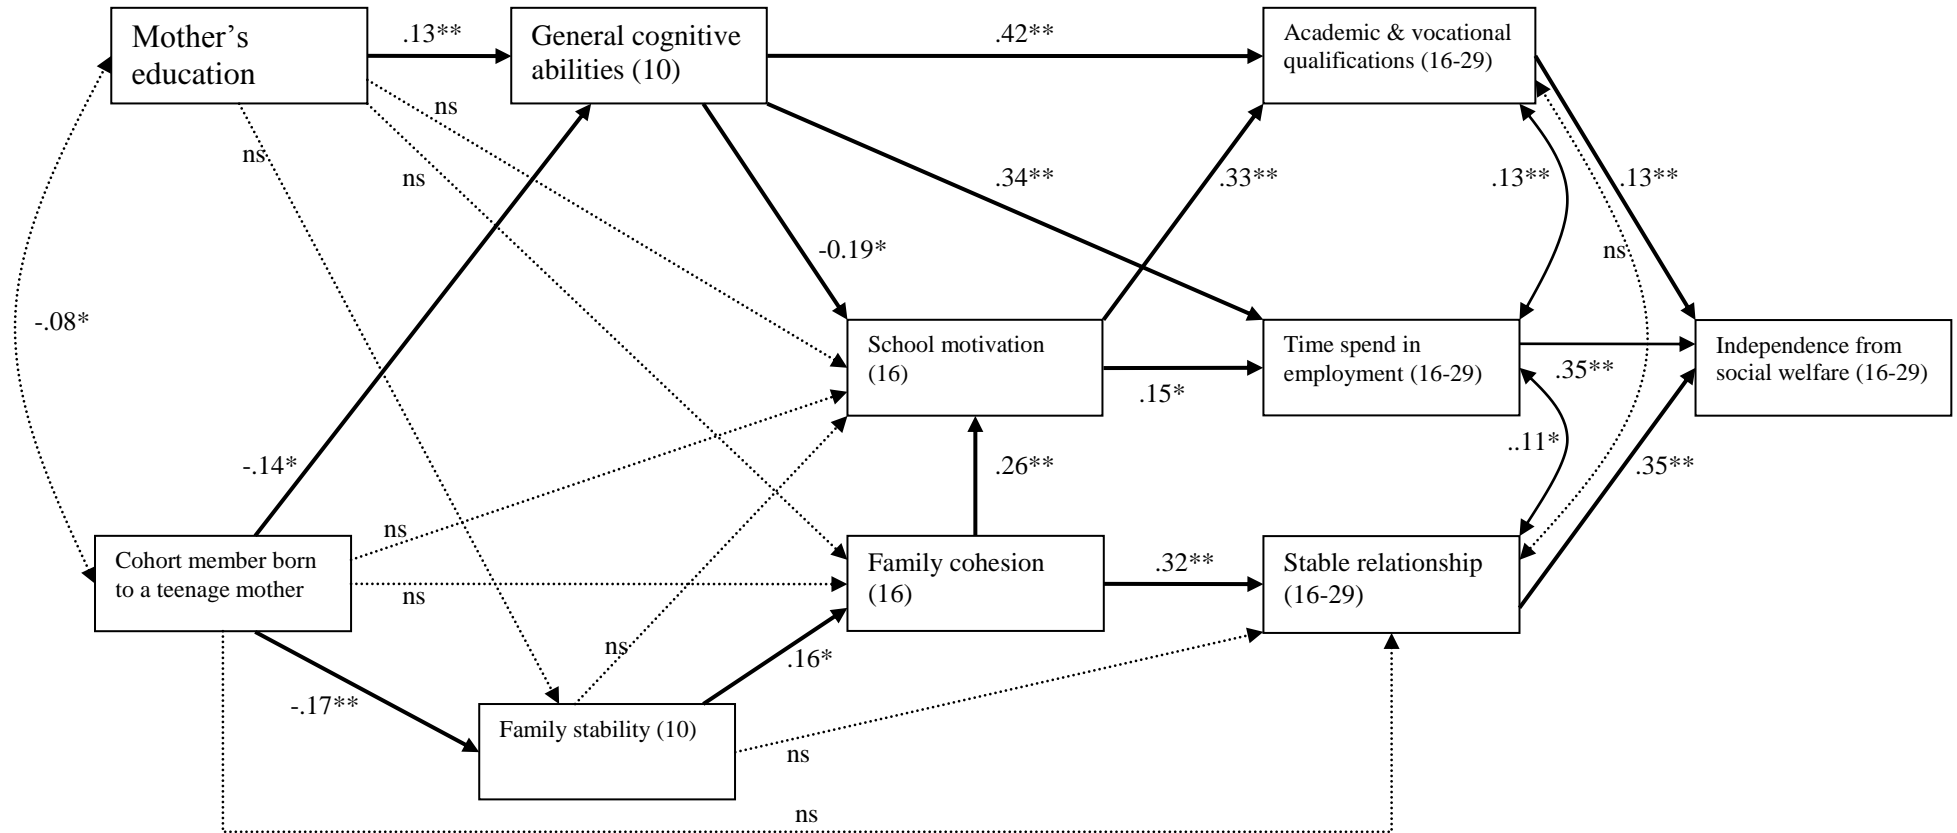 Mother’s
education
.13**
General cognitive
abilities (10)
.42**
Academic & vocational
qualifications (16-29)
ns
ns
ns
.34**
.33**
.13**
.13**
-0.19*
ns
-.08*
School motivation
(16)
.15*
Time spend in
employment (16-29)
.35**
Independence from
social welfare (16-29)
-.14*
.26**
..11*
.35**
ns
Cohort member born
to a teenage mother
ns
Family cohesion
(16)
.32**
Stable relationship
(16-29)
ns
.16*
-.17**
Family stability (10)
ns
ns